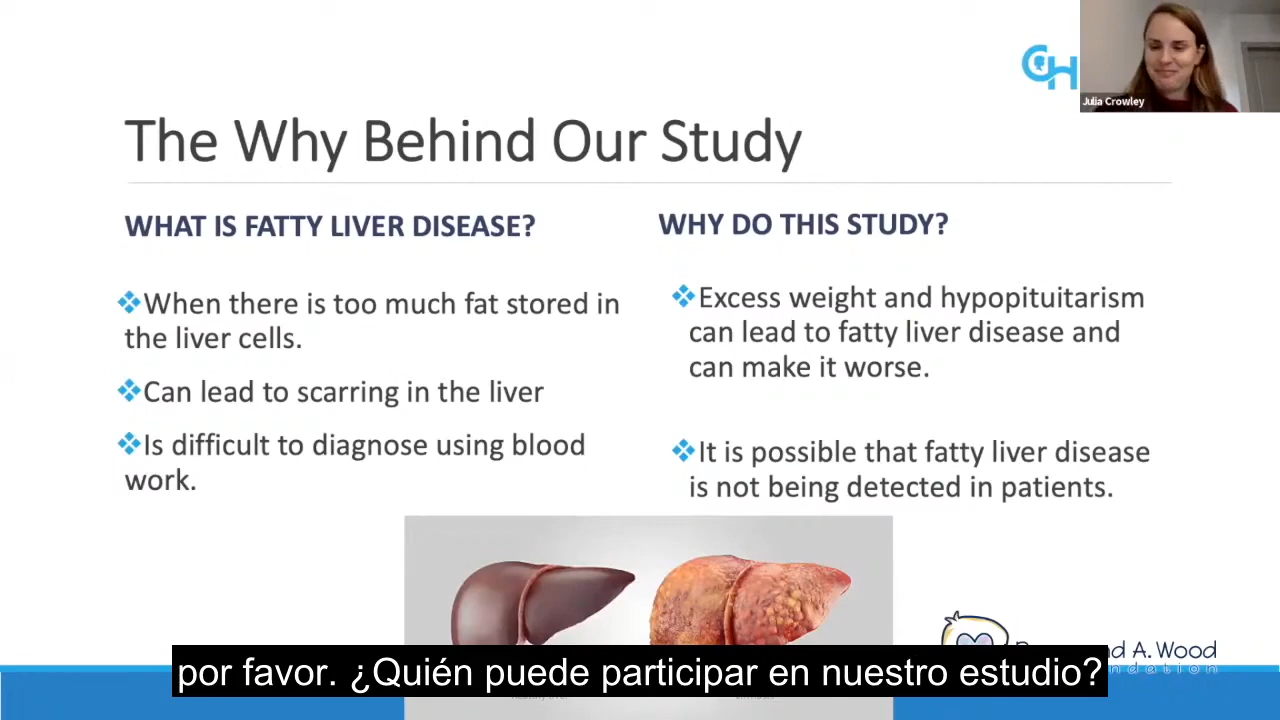 CH
Julia Crowley
The Why Behind Our Study
WHAT IS FATTY LIVER DISEASE?
❖When there is too much fat stored in
the liver cells.
❖Can lead to scarring in the liver
❖Is difficult to diagnose using blood
work.
WHY DO THIS STUDY?
❖Excess weight and hypopituitarism
can lead to fatty liver disease and
can make it worse.
❖It is possible that fatty liver disease
is not being detected in patients.
A. Wood
por favor. ¿Quién puede participar en nuestro estudio?